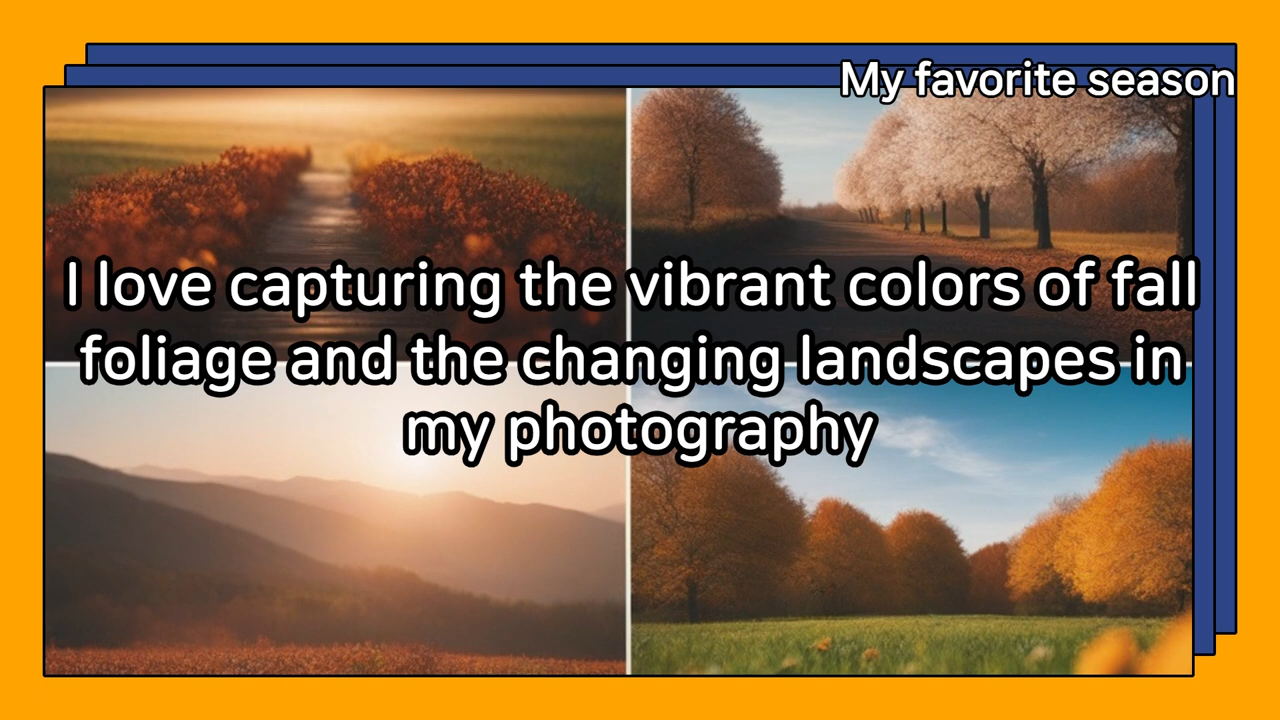 My favorite season
I love capturing the vibrant colors of fall
foliage and the changing landscapes in
my photography